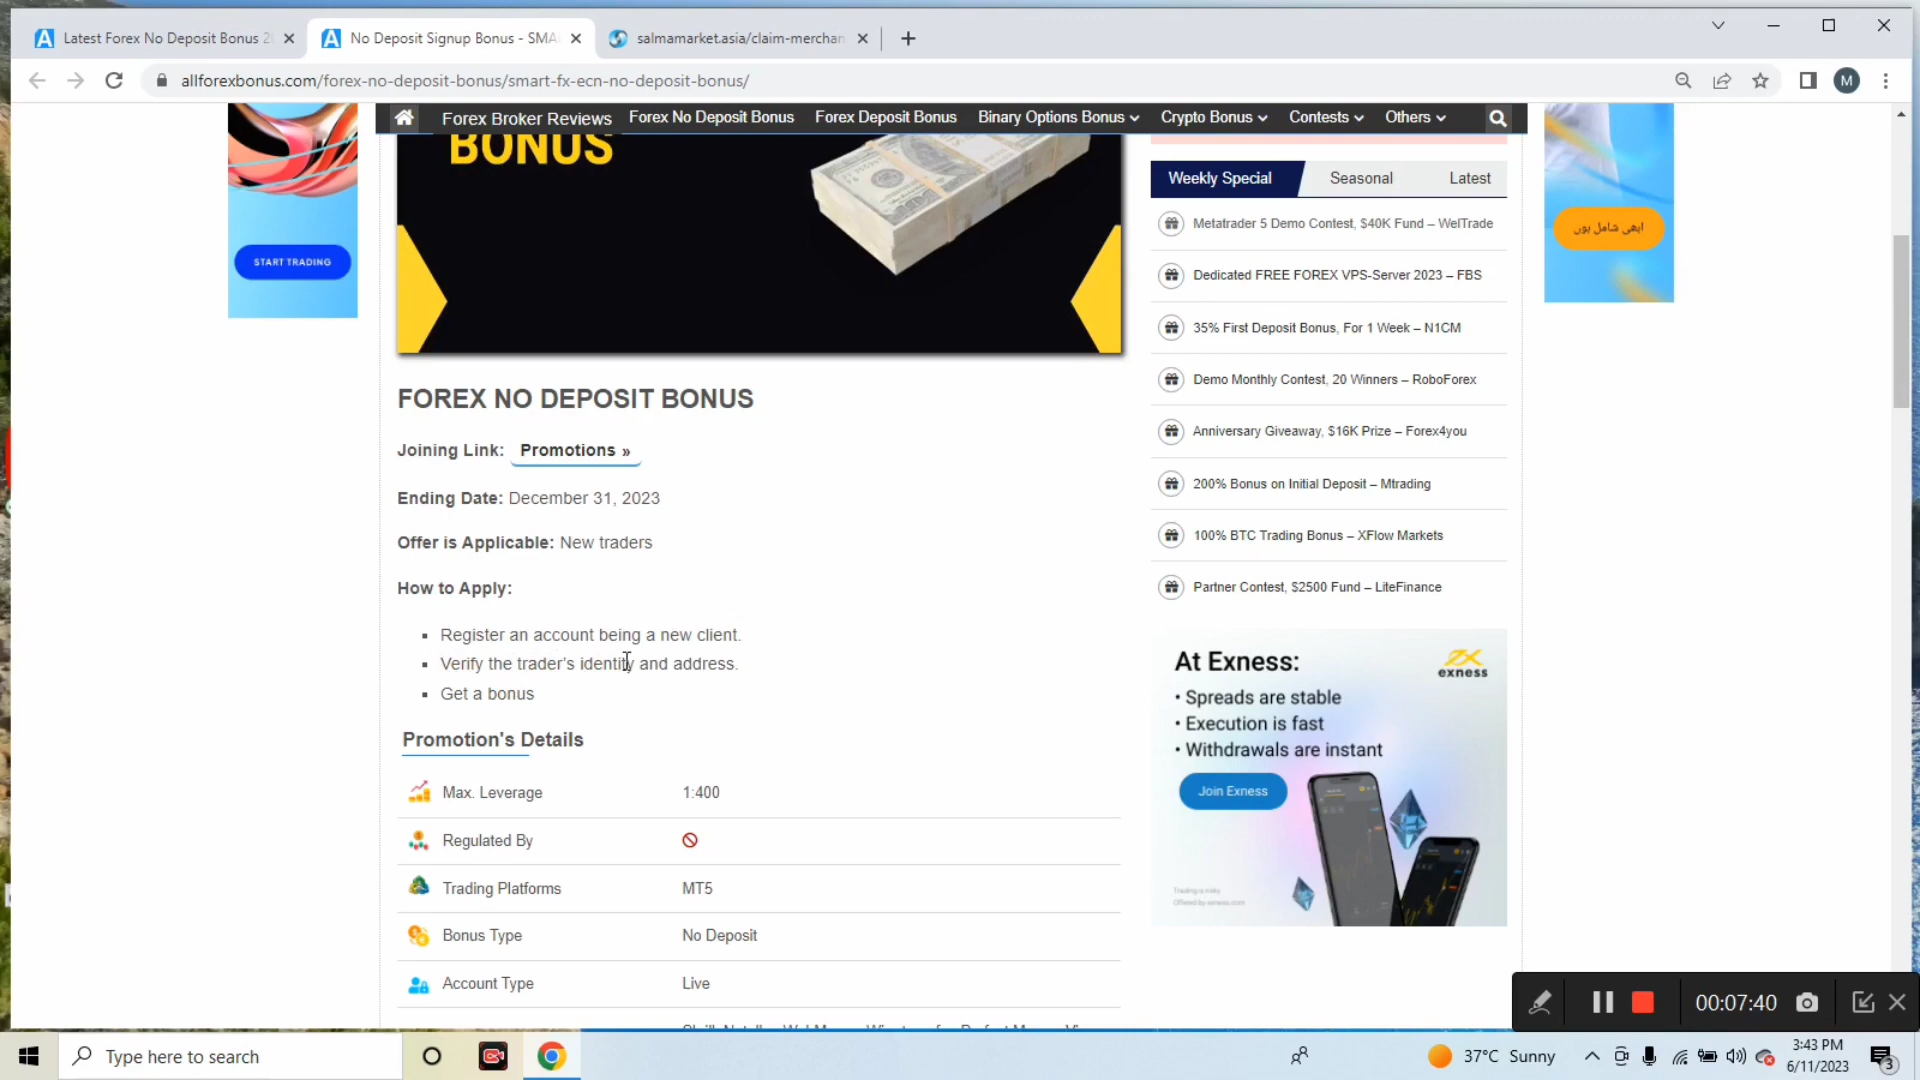 Latest Forex No Deposit Bonus 2
No Deposit Signup Bonus - SMA
salmamarket.asia/claim-merchan
allforexbonus.com/forex-no-deposit-bonus/smart-fx-ecn-no-deposit-bonus/
M
Forex Broker Reviews
Forex No Deposit Bonus
Forex Deposit Bonus
Binary Options Bonus
Crypto Bonus
Contests
Others
BONUS
START TRADING
ابھی شامل ہوں
Weekly Special
Seasonal
Latest
Metatrader 5 Demo Contest, $40K Fund – WelTrade
Dedicated FREE FOREX VPS-Server 2023 – FBS
35% First Deposit Bonus, For 1 Week – N1CM
Demo Monthly Contest, 20 Winners – RoboForex
Anniversary Giveaway, $16K Prize – Forex4you
200% Bonus on Initial Deposit – Mtrading
100% BTC Trading Bonus – XFlow Markets
Partner Contest, $2500 Fund – LiteFinance
FOREX NO DEPOSIT BONUS
Joining Link: Promotions »
Ending Date: December 31, 2023
Offer is Applicable: New traders
How to Apply:
▪ Register an account being a new client.
▪ Verify the trader's identity and address.
▪ Get a bonus
Promotion's Details
Max. Leverage 1:400
Regulated By
Trading Platforms MT5
Bonus Type No Deposit
Account Type Live
At Exness:
exness
• Spreads are stable
• Execution is fast
• Withdrawals are instant
Join Exness
Trading is risky
Offered by exness.com
00:07:40
Type here to search
37°C Sunny
3:43 PM
6/11/2023
3